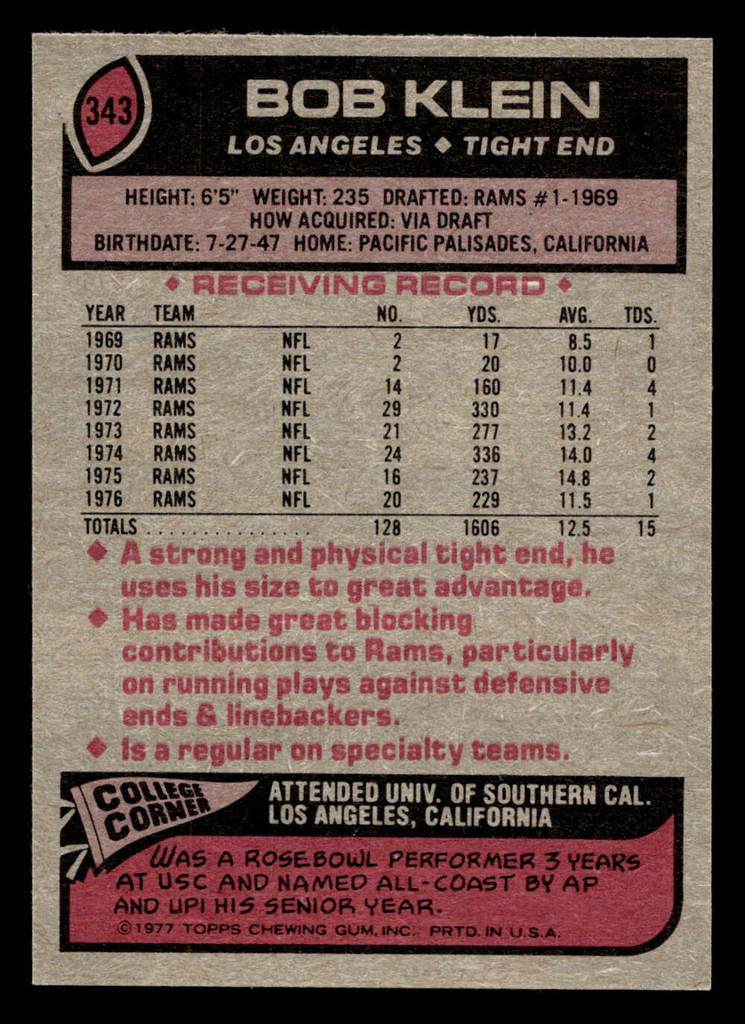 343
BOB KLEIN
LOS ANGELES ◆ TIGHT END
HEIGHT: 6'5" WEIGHT: 235 DRAFTED: RAMS #1-1969
HOW ACQUIRED: VIA DRAFT
BIRTHDATE: 7-27-47 HOME: PACIFIC PALISADES, CALIFORNIA
◆ RECEIVING RECORD ◆
YEAR TEAM NO. YDS. AVG. TDS.
1969 RAMS NFL 2 17 8.5 1
1970 RAMS NFL 2 20 10.0 0
1971 RAMS NFL 14 160 11.4 4
1972 RAMS NFL 29 330 11.4 1
1973 RAMS NFL 21 277 13.2 2
1974 RAMS NFL 24 336 14.0 4
1975 RAMS NFL 16 237 14.8 2
1976 RAMS NFL 20 229 11.5 1
TOTALS ................ 128 1606 12.5 15
◆ A strong and physical tight end, he
uses his size to great advantage.
◆ Has made great blocking
contributions to Rams, particularly
on running plays against defensive
ends & linebackers.
◆ Is a regular on specialty teams.
COLLEGE
CORNER
ATTENDED UNIV. OF SOUTHERN CAL.
LOS ANGELES, CALIFORNIA
WAS A ROSEBOWL PERFORMER 3 YEARS
AT USC AND NAMED ALL-COAST BY AP
AND UPI HIS SENIOR YEAR.
©1977 TOPPS CHEWING GUM, INC. PRTD. IN U.S.A.